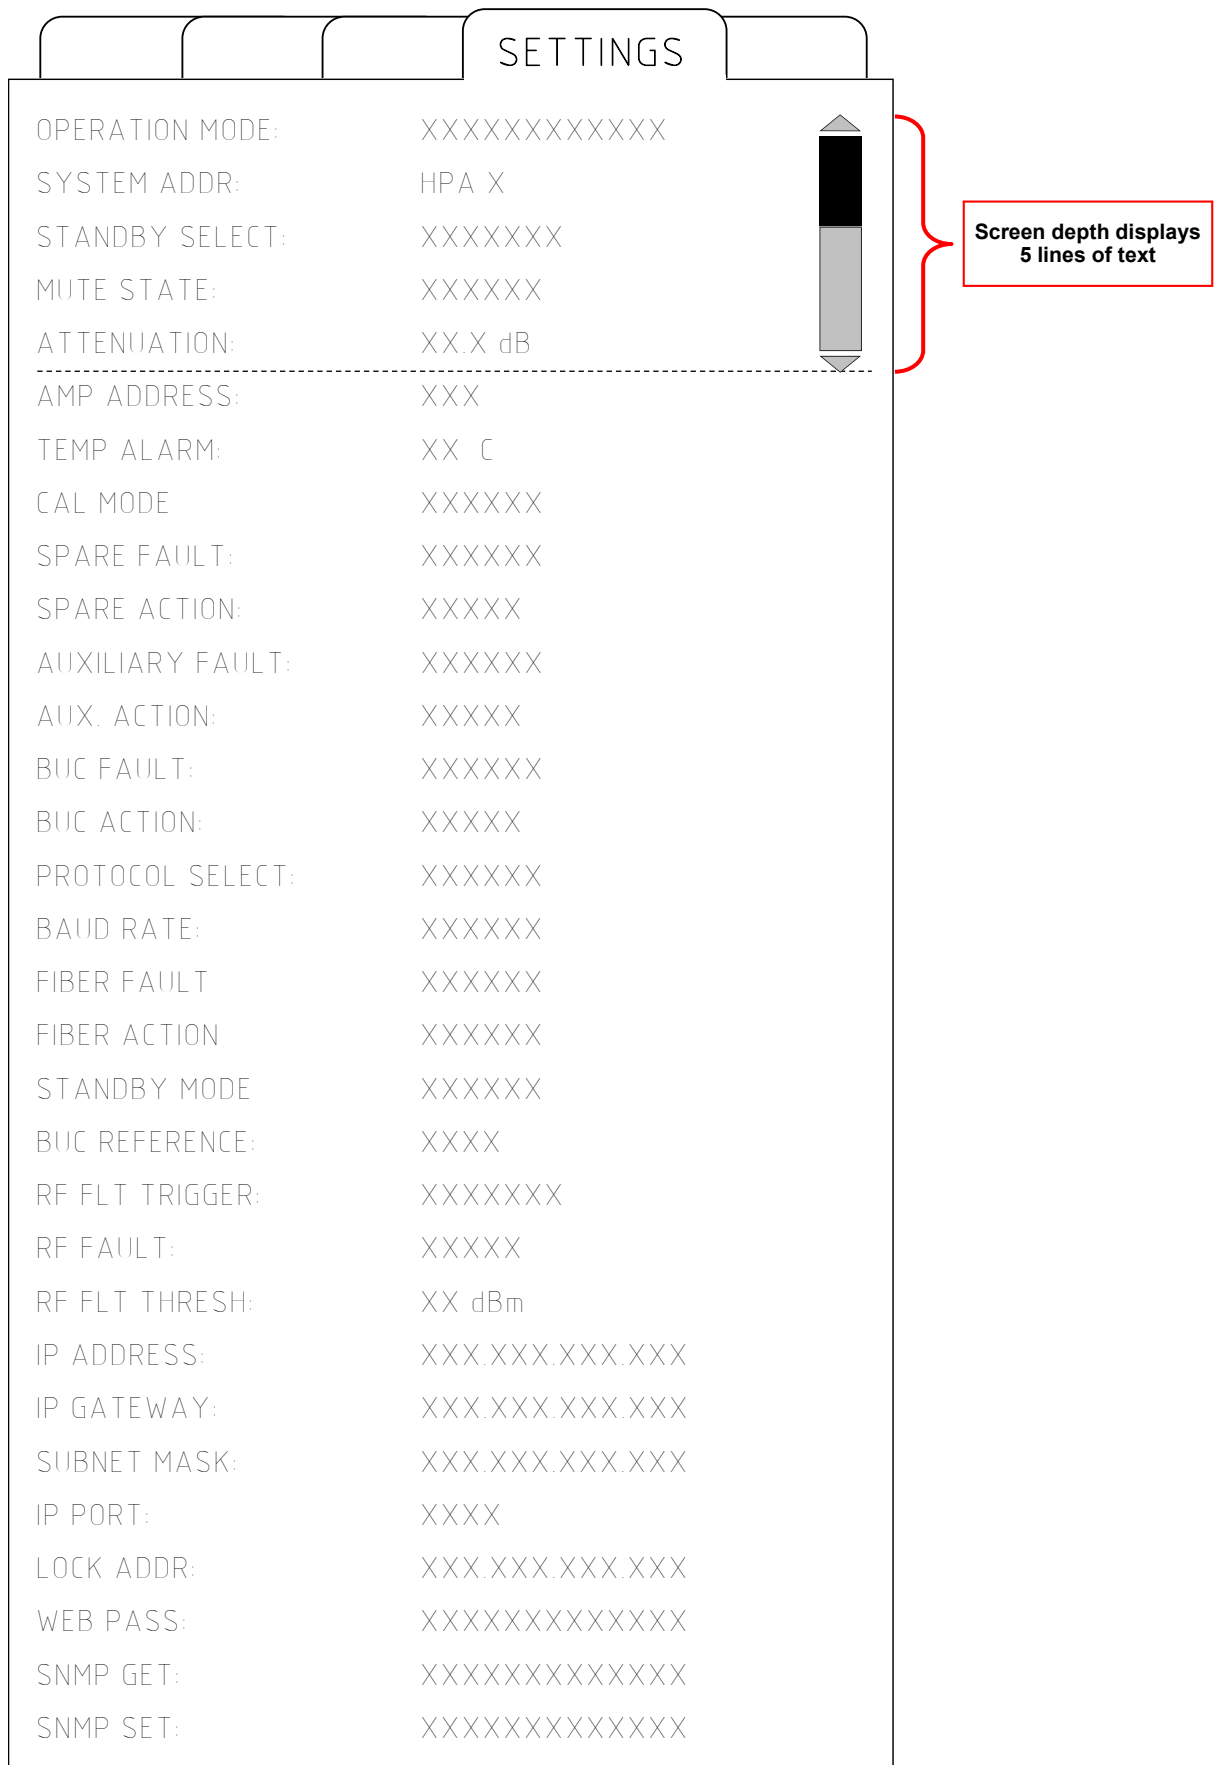 SETTINGS
OPERATION MODE: XXXXXXXXXXXX
SYSTEM ADDR: HPA X
STANDBY SELECT: XXXXXXX
MUTE STATE: XXXXXX
ATTENUATION: XX.X dB
Screen depth displays
5 lines of text
AMP ADDRESS: XXX
TEMP ALARM: XX C
CAL MODE XXXXXX
SPARE FAULT: XXXXXX
SPARE ACTION: XXXXX
AUXILIARY FAULT: XXXXXX
AUX. ACTION: XXXXX
BUC FAULT: XXXXXX
BUC ACTION: XXXXX
PROTOCOL SELECT: XXXXXX
BAUD RATE: XXXXXX
FIBER FAULT XXXXXX
FIBER ACTION XXXXXX
STANDBY MODE XXXXXX
BUC REFERENCE: XXXX
RF FLT TRIGGER: XXXXXXX
RF FAULT: XXXXX
RF FLT THRESH: XX dBm
IP ADDRESS: XXX.XXX.XXX.XXX
IP GATEWAY: XXX.XXX.XXX.XXX
SUBNET MASK: XXX.XXX.XXX.XXX
IP PORT: XXXX
LOCK ADDR: XXX.XXX.XXX.XXX
WEB PASS: XXXXXXXXXXXXX
SNMP GET: XXXXXXXXXXXXX
SNMP SET: XXXXXXXXXXXXX